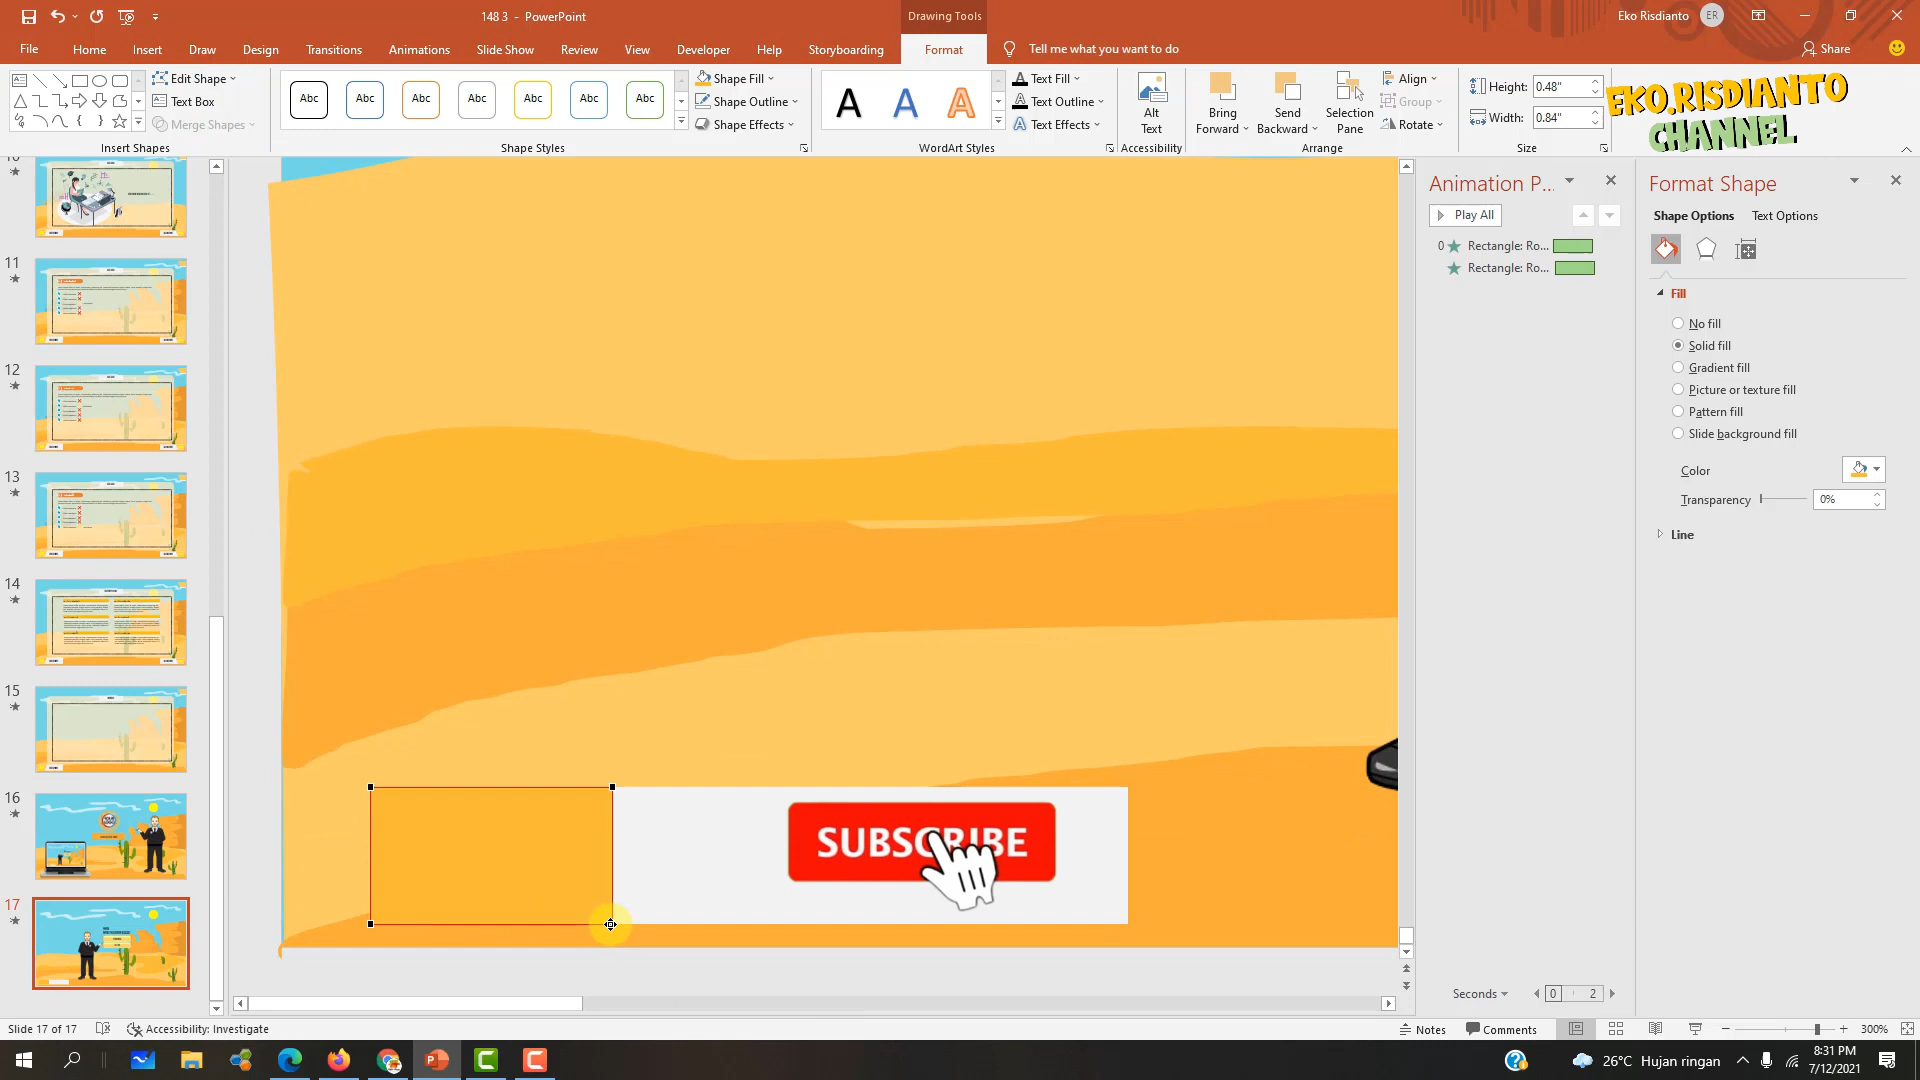 148 3 - PowerPoint
Drawing Tools
Eko Risdianto
ER
File
Home
Insert
Draw
Design
Transitions
Animations
Slide Show
Review
View
Developer
Help
Storyboarding
Format
Tell me what you want to do
Share
Edit Shape
Text Box
Merge Shapes
Insert Shapes
Abc
Abc
Abc
Abc
Abc
Abc
Abc
Shape Fill
Shape Outline
Shape Effects
Shape Styles
A
A
A
Text Fill
Text Outline
Text Effects
WordArt Styles
Alt
Text
Accessibility
Bring
Forward
Send
Backward
Selection
Pane
Align
Group
Rotate
Arrange
Height:
0.48"
Width:
0.84"
Size
EKO.RISDIANTO
CHANNEL
11
12
13
14
15
16
17
SUBSCRIBE
Animation P...
Play All
0
Rectangle: Ro...
Rectangle: Ro...
Seconds
0
2
Format Shape
Shape Options
Text Options
Fill
No fill
Solid fill
Gradient fill
Picture or texture fill
Pattern fill
Slide background fill
Color
Transparency
0%
Line
Slide 17 of 17
Accessibility: Investigate
Notes
Comments
300%
26°C Hujan ringan
8:31 PM
7/12/2021